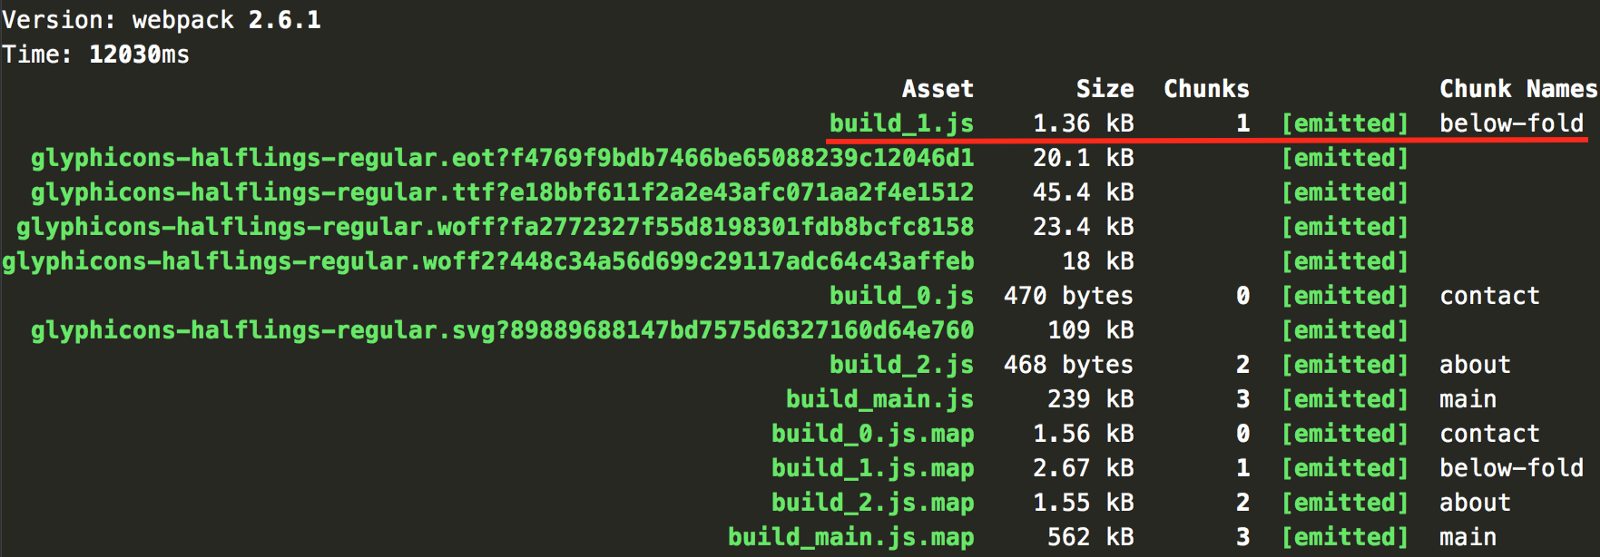 Version: webpack 2.6.1
Time: 12030ms
Asset Size Chunks Chunk Names
build_1.js 1.36 kB 1 [emitted] below-fold
glyphicons-halflings-regular.eot?f4769f9bdb7466be65088239c12046d1 20.1 kB [emitted]
glyphicons-halflings-regular.ttf?e18bbf611f2a2e43afc071aa2f4e1512 45.4 kB [emitted]
glyphicons-halflings-regular.woff?fa2772327f55d8198301fdb8bcfc8158 23.4 kB [emitted]
glyphicons-halflings-regular.woff2?448c34a56d699c29117adc64c43affeb 18 kB [emitted]
build_0.js 470 bytes 0 [emitted] contact
glyphicons-halflings-regular.svg?89889688147bd7575d6327160d64e760 109 kB [emitted]
build_2.js 468 bytes 2 [emitted] about
build_main.js 239 kB 3 [emitted] main
build_0.js.map 1.56 kB 0 [emitted] contact
build_1.js.map 2.67 kB 1 [emitted] below-fold
build_2.js.map 1.55 kB 2 [emitted] about
build_main.js.map 562 kB 3 [emitted] main